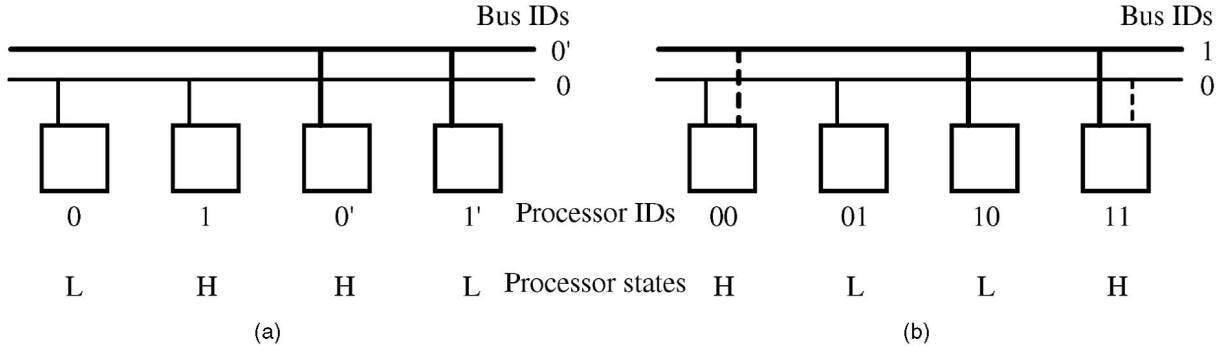 Bus IDs Bus IDs
0' 1
0 0
0 1 0' 1' Processor IDs 00 01 10 11
L H H L Processor states H L L H
(a) (b)